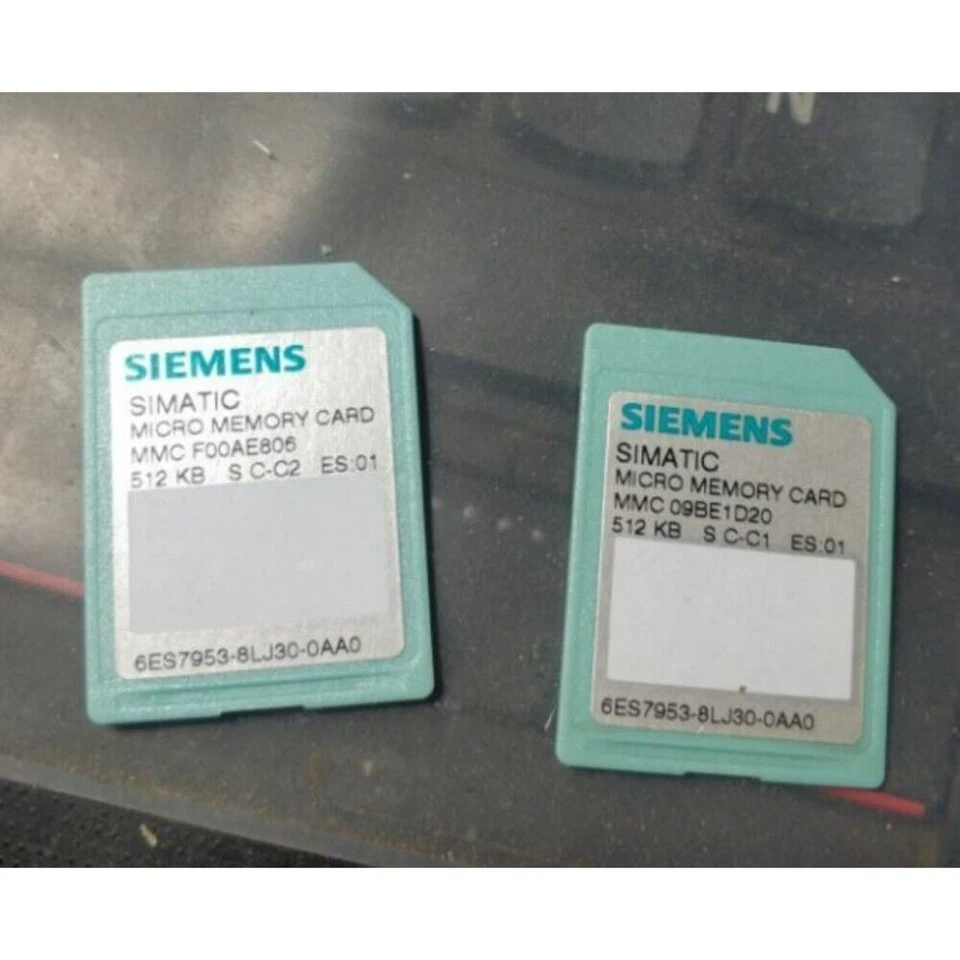 N
SIEMENS
SIMATIC
MICRO MEMORY CARD
MMC F00AE806
512 KB S C-C2 ES:01
6ES7953-8LJ30-0AA0
SIEMENS
SIMATIC
MICRO MEMORY CARD
MMC 09BE1D20
512 KB S C-C1 ES:01
6ES7953-8LJ30-0AA0